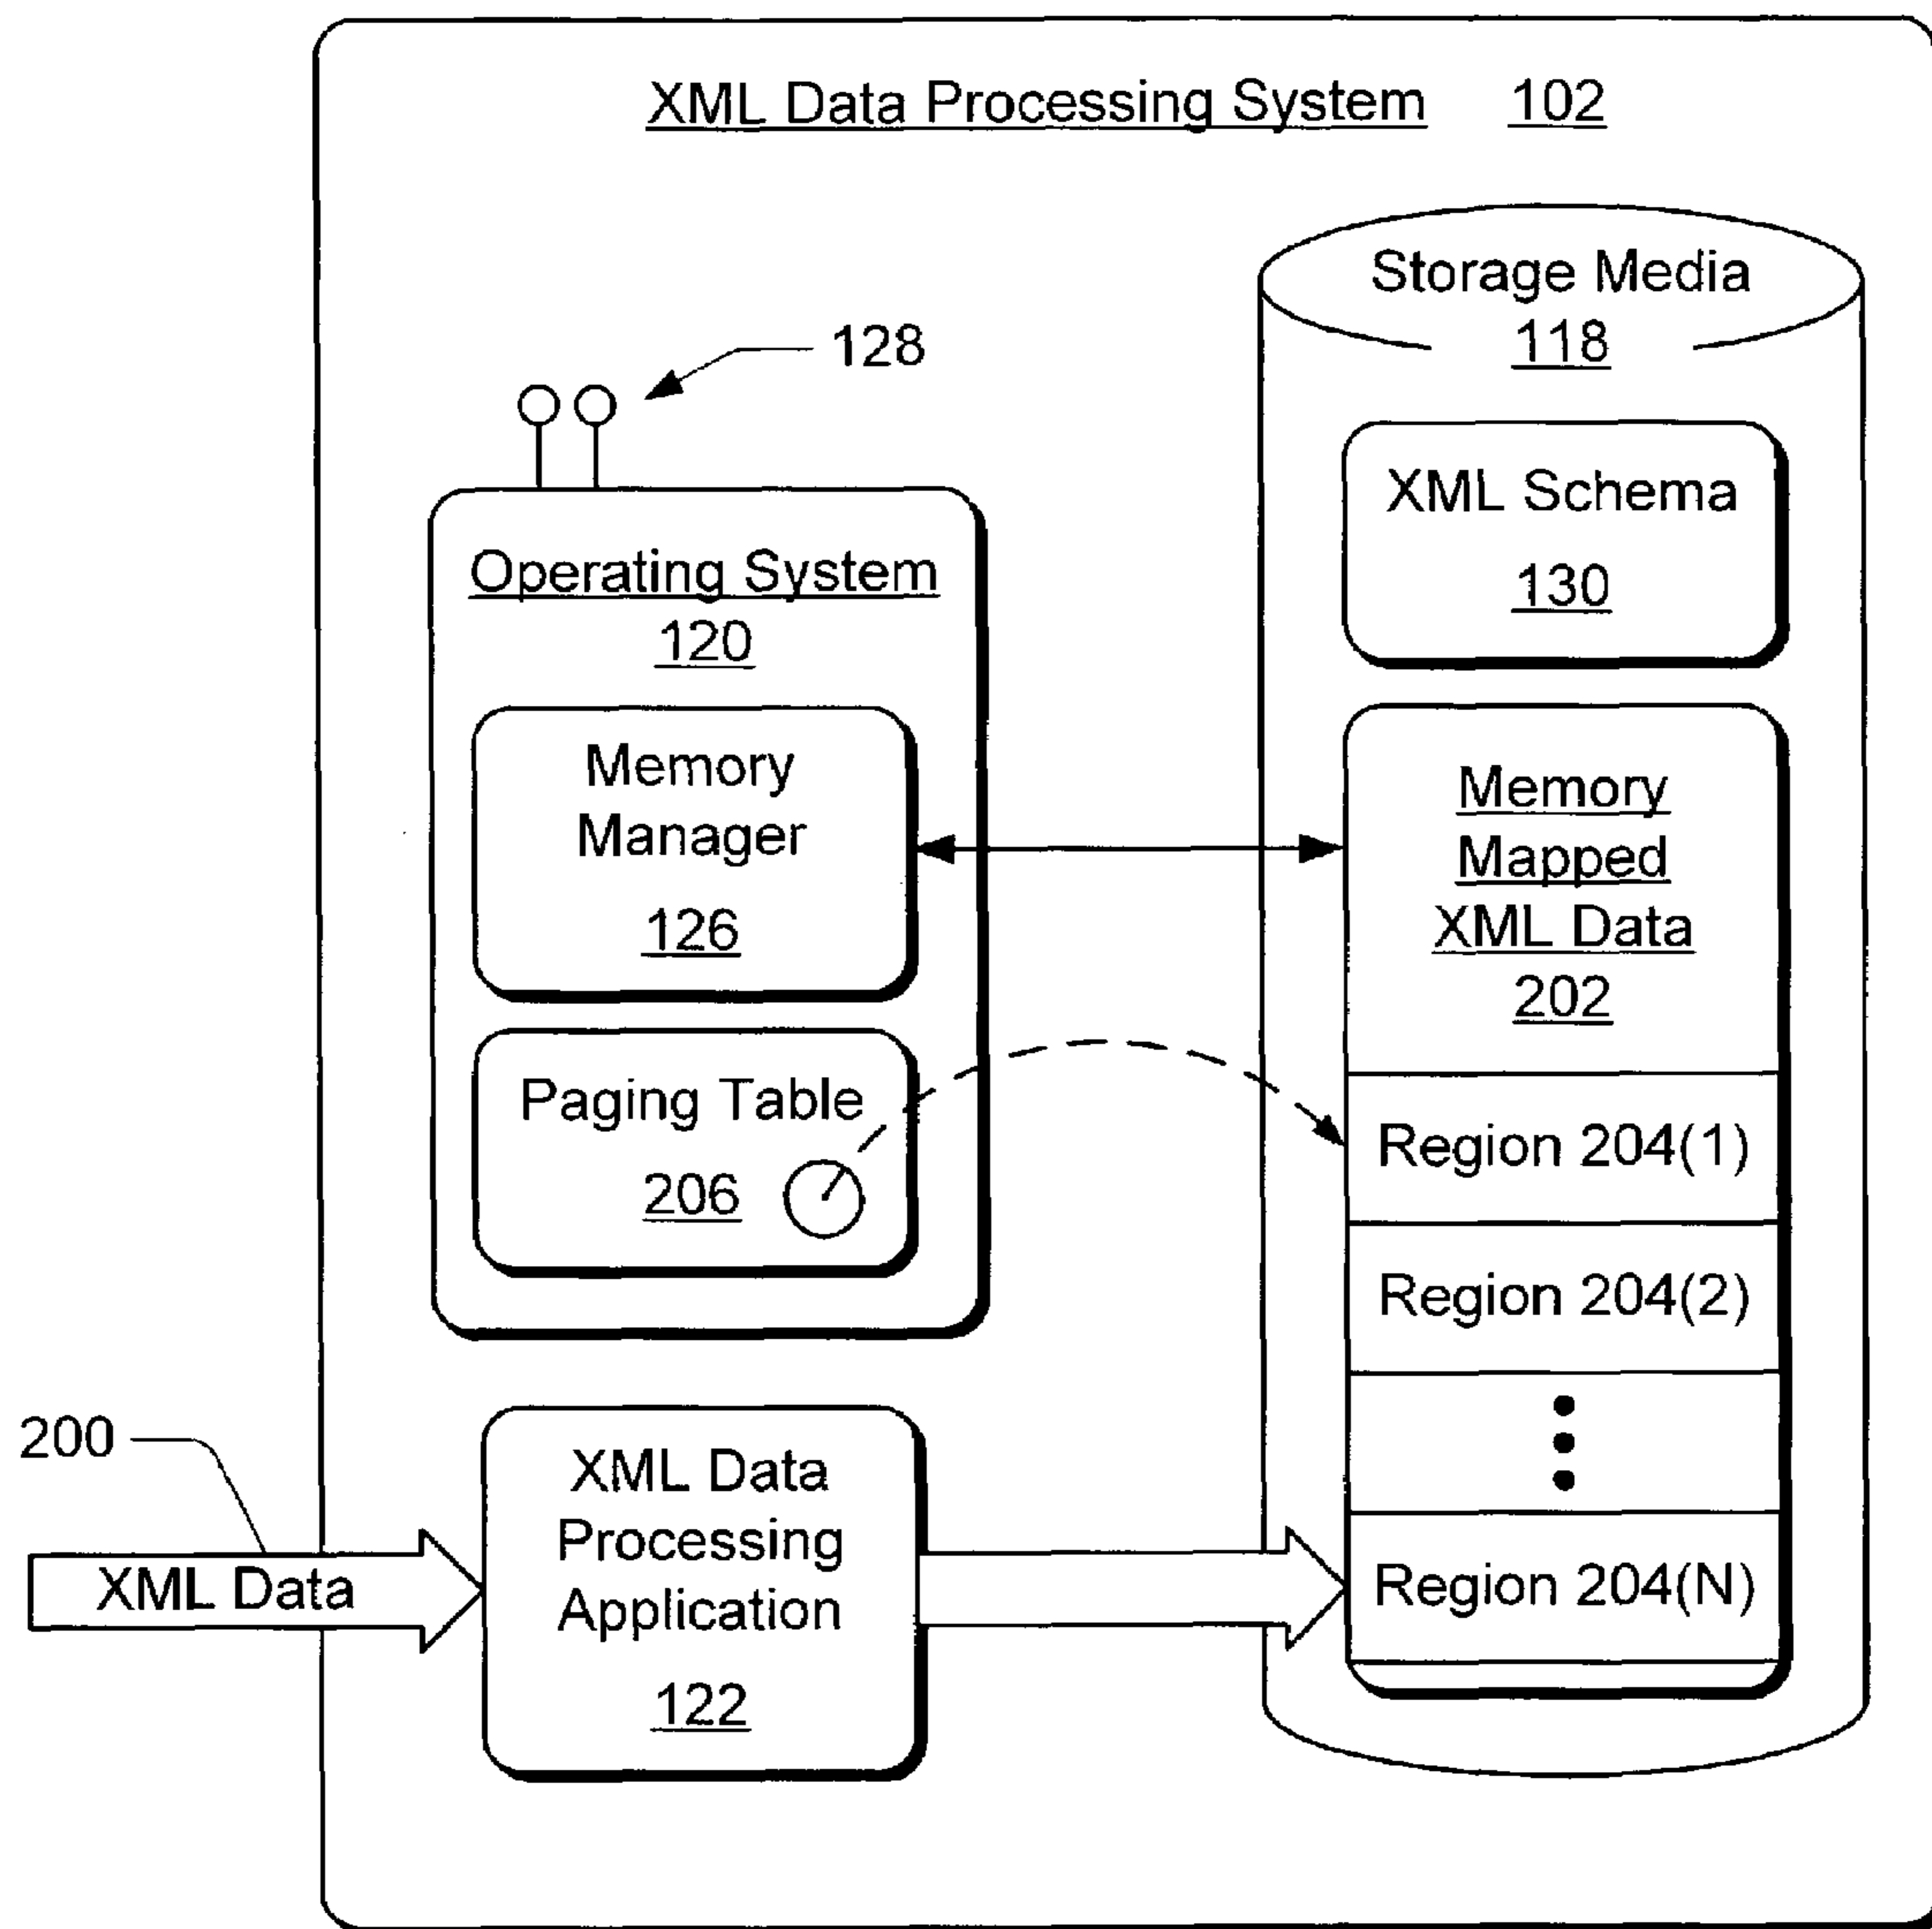 XML Data Processing System 102
Storage Media
118
128
XML Schema
130
Operating System
120
Memory
Manager
126
Memory
Mapped
XML Data
202
Paging Table
206
Region 204(1)
Region 204(2)
Region 204(N)
200
XML Data
XML Data
Processing
Application
122